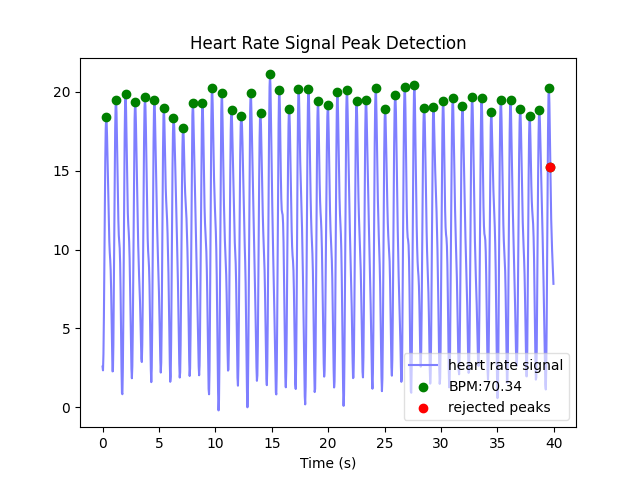 Heart Rate Signal Peak Detection
20
15
10
5
0
heart rate signal
BPM:70.34
rejected peaks
0 5 10 15 20 25 30 35 40
Time (s)